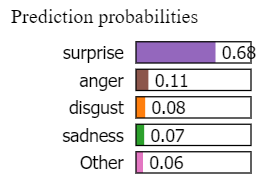 Prediction probabilities
surprise 0.68
anger 0.11
disgust 0.08
sadness 0.07
Other 0.06